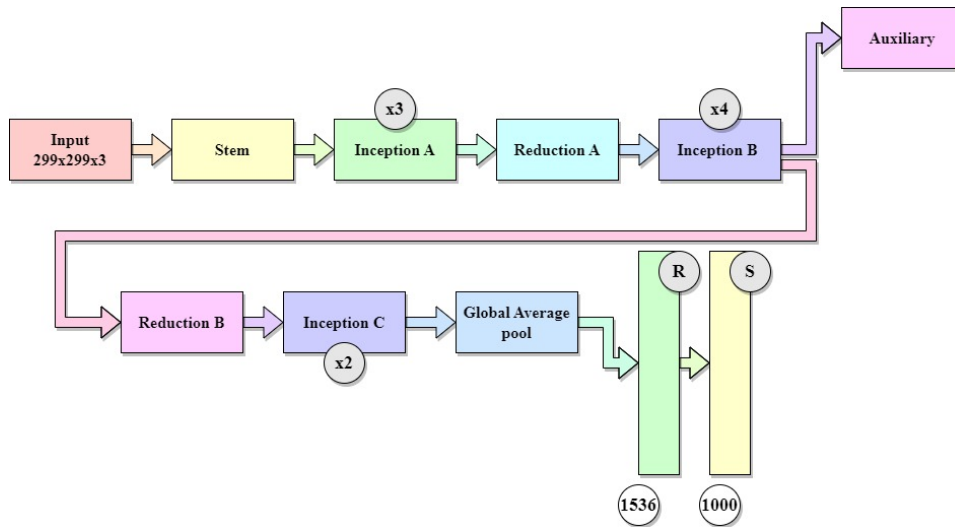 Auxiliary
x3
x4
Input
299x299x3
Stem
Inception A
Reduction A
Inception B
R
S
Reduction B
Inception C
Global Average
pool
x2
1536
1000